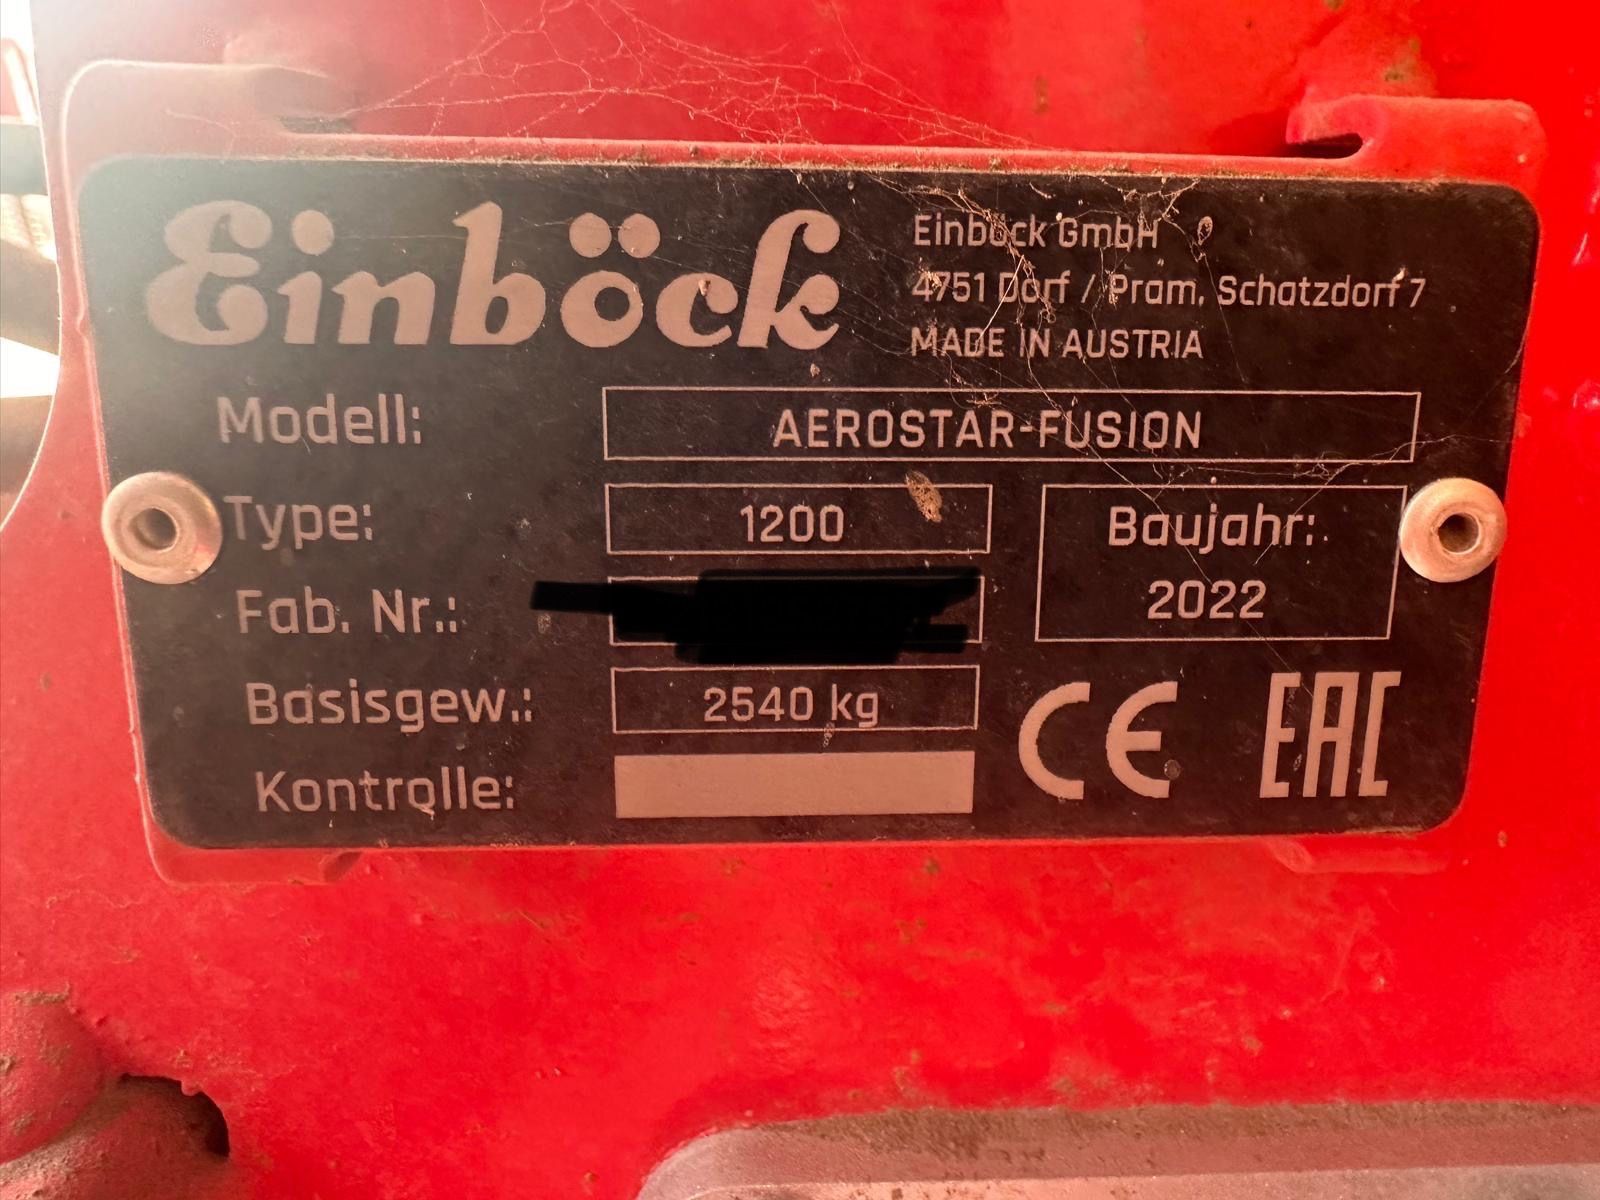 Einböck
Einböck GmbH
4751 Dorf / Pram, Schatzdorf 7
MADE IN AUSTRIA
Modell: AEROSTAR-FUSION
Type: 1200
Baujahr:
2022
Fab. Nr.:
Basisgew.: 2540 kg
Kontrolle:
CE EAC